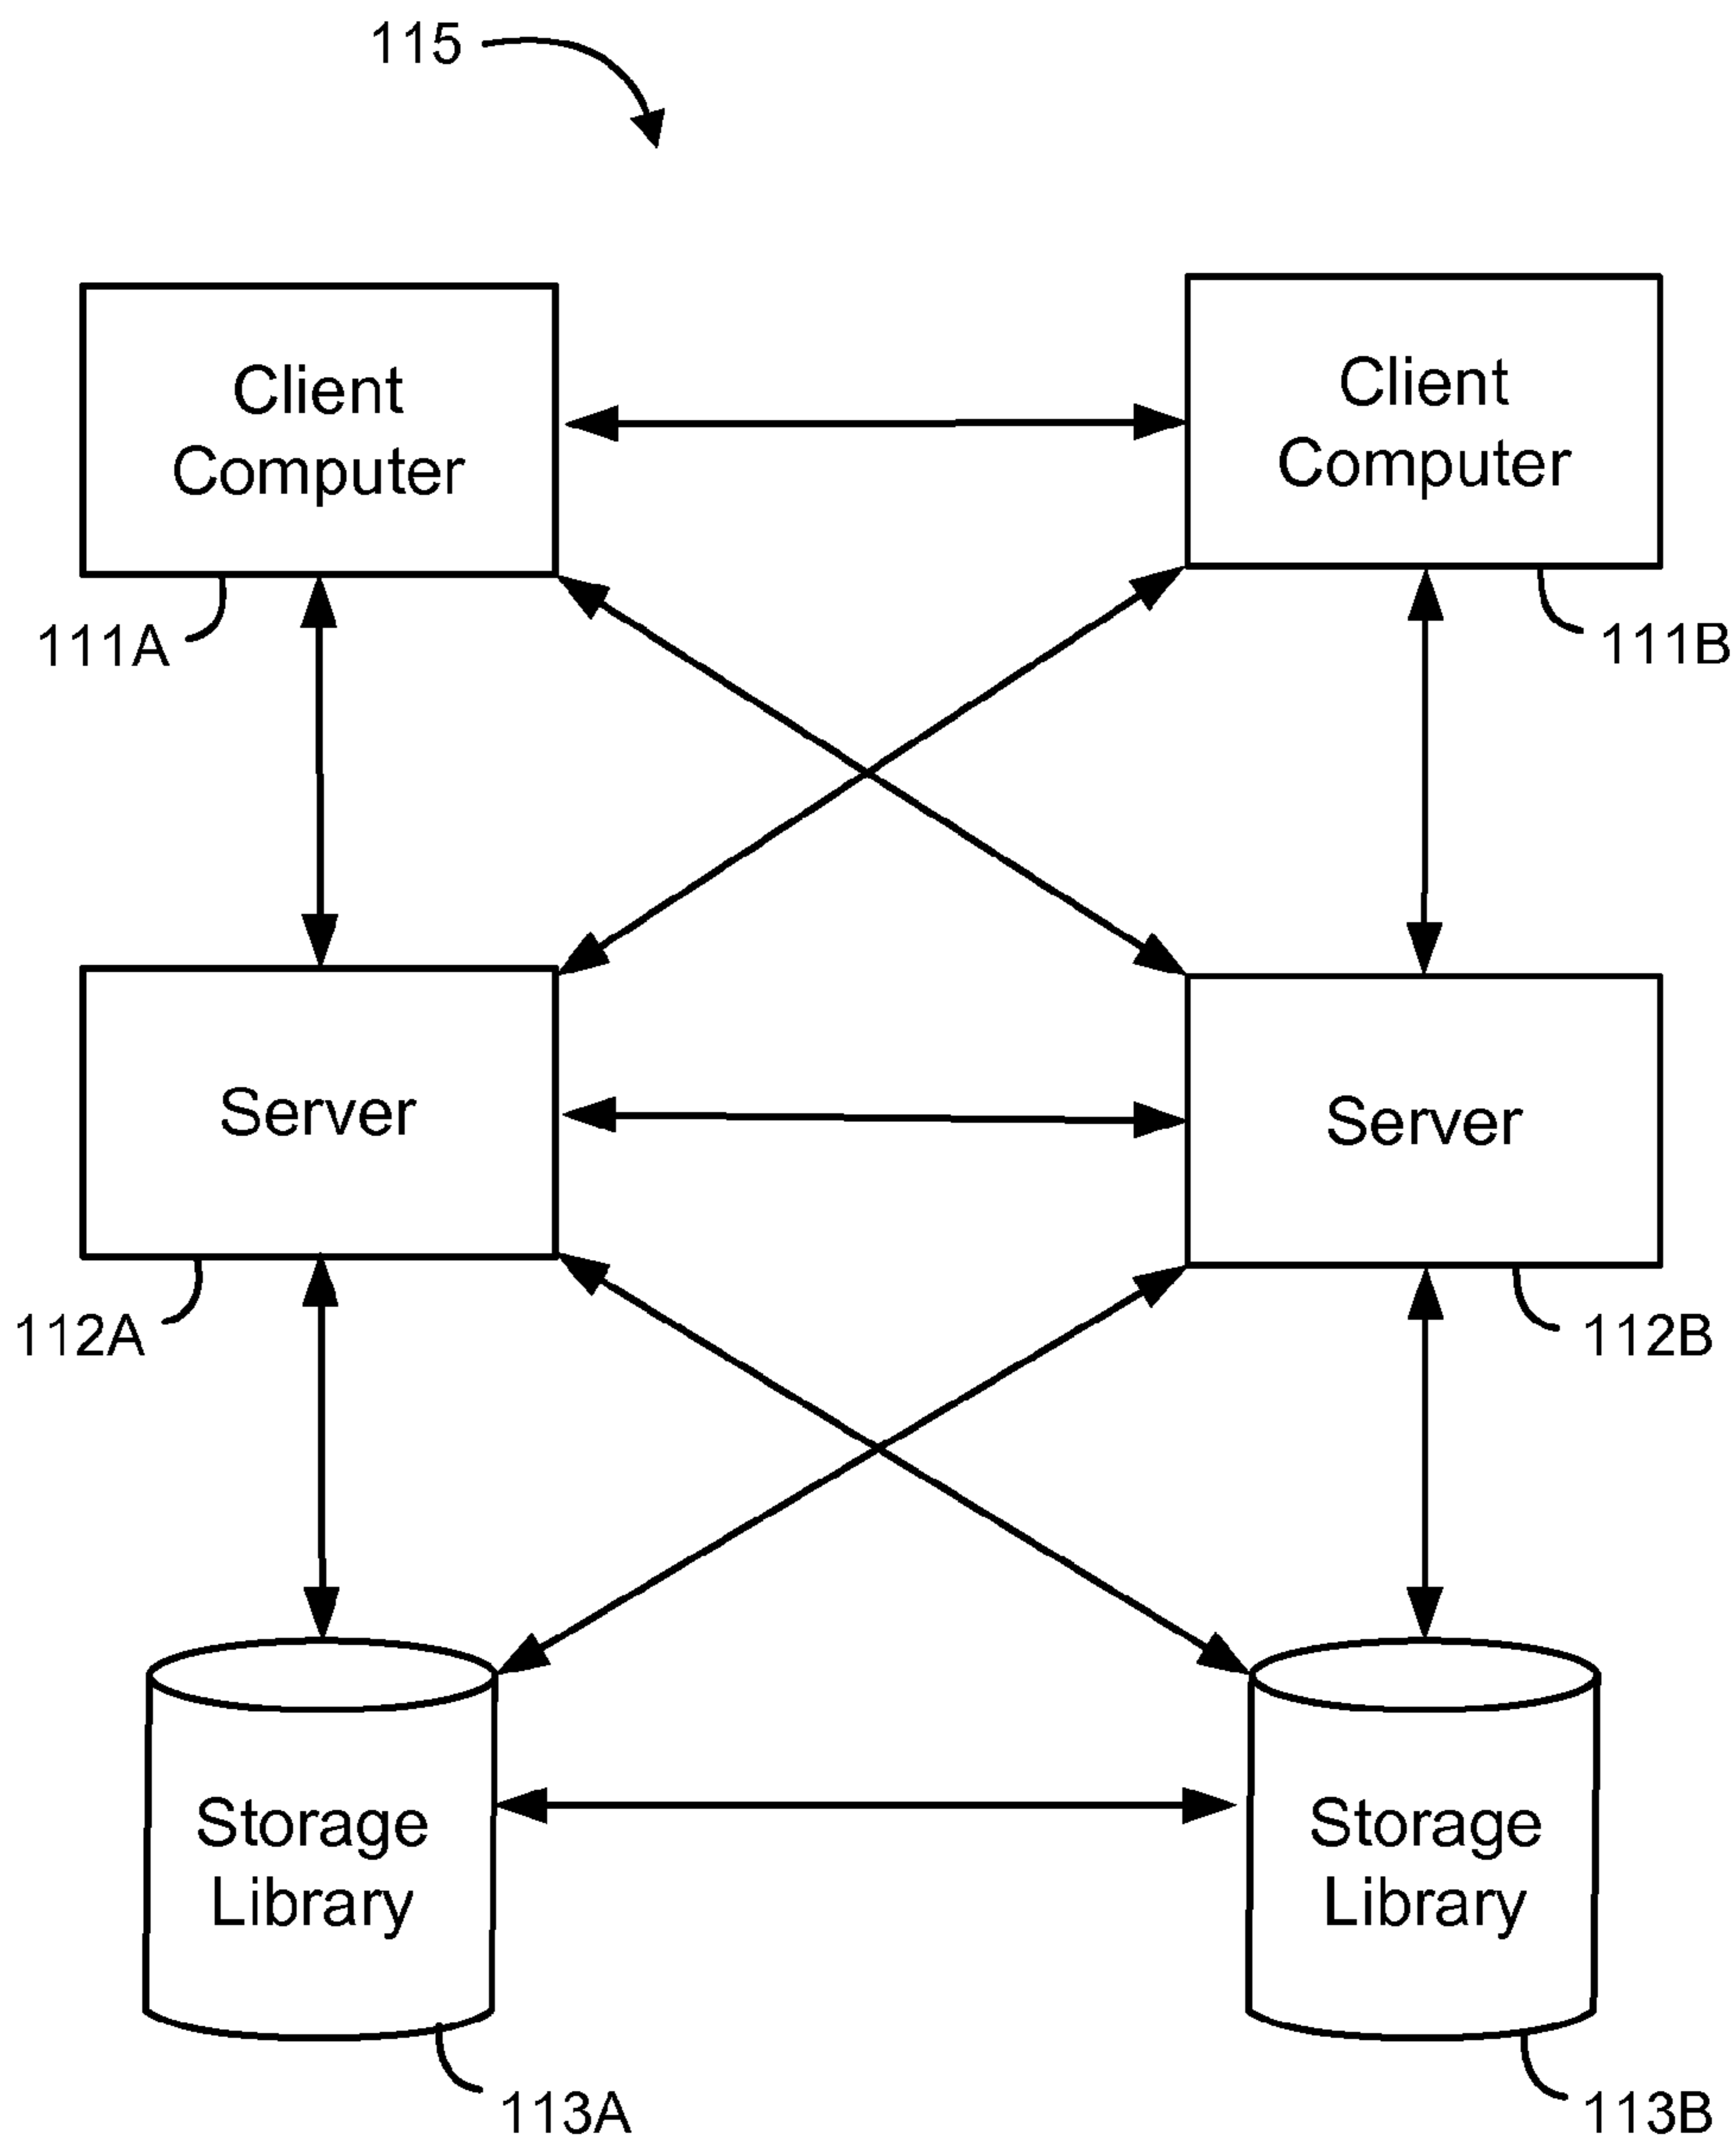 115
Client
Computer
Client
Computer
111A
111B
Server
Server
112A
112B
Storage
Library
Storage
Library
113A
113B